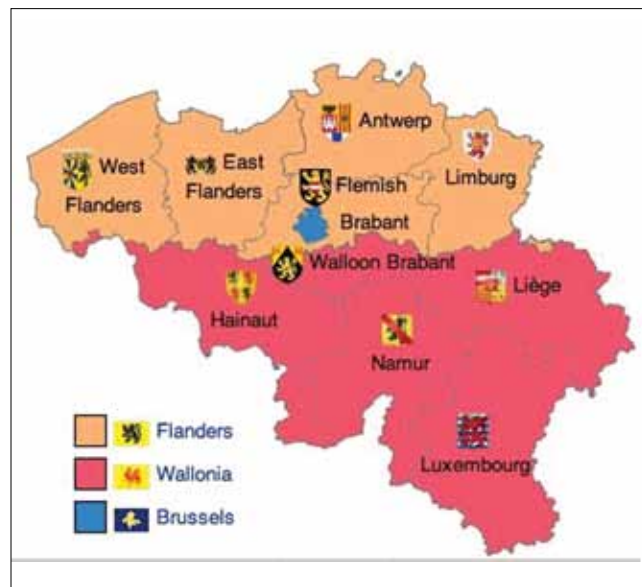 Antwerp
West
Flanders
East
Flanders
Limburg
Flemish
Brabant
Walloon Brabant
Hainaut
Liège
Namur
Luxembourg
Flanders
Wallonia
Brussels